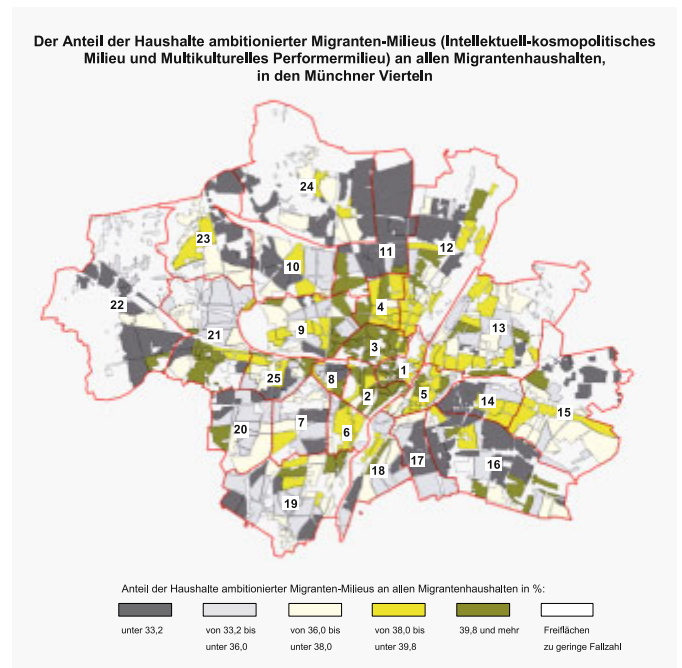 Der Anteil der Haushalte ambitionierter Migranten-Milieus (Intellektuell-kosmopolitisches
Milieu und Multikulturelles Performermilieu) an allen Migrantenhaushalten,
in den Münchner Vierteln
24
23
12
11
10
22
4
9
13
21
3
1
25
8
2
5
14
15
20
7
6
17
18
16
19
Anteil der Haushalte ambitionierter Migranten-Milieus an allen Migrantenhaushalten in %:
unter 33,2
von 33,2 bis
unter 36,0
von 36,0 bis
unter 38,0
von 38,0 bis
unter 39,8
39,8 und mehr
Freiflächen
zu geringe Fallzahl